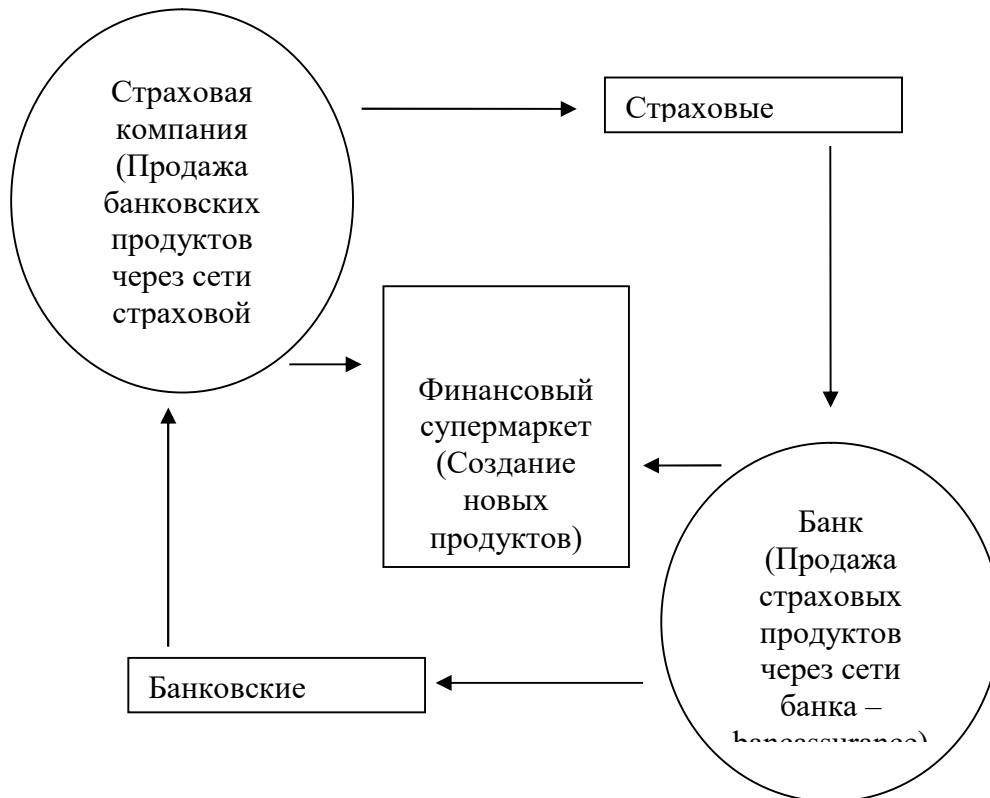 Страховая
компания
(Продажа
банковских
продуктов
через сети
страховой
Страховые
Финансовый
супермаркет
(Создание
новых
продуктов)
Банк
(Продажа
страховых
продуктов
через сети
банка –
bancassurance)
Банковские